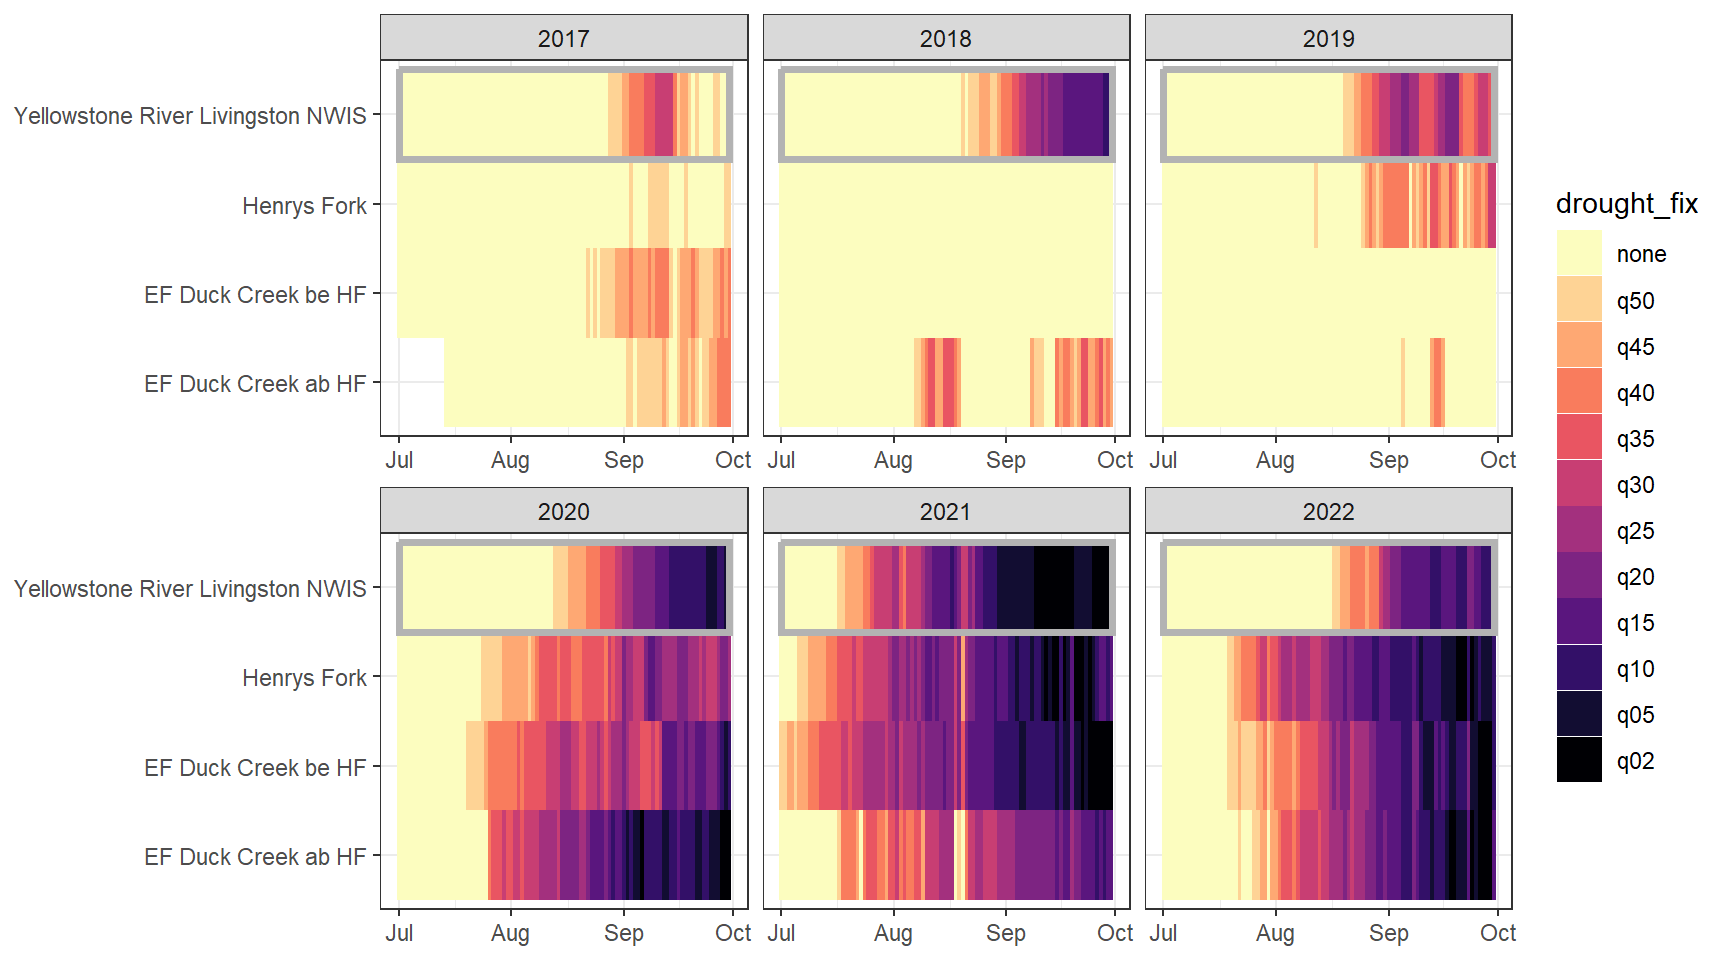 2017 2018 2019
Yellowstone River Livingston NWIS
Henrys Fork
EF Duck Creek be HF
EF Duck Creek ab HF
Jul Aug Sep Oct Jul Aug Sep Oct Jul Aug Sep Oct
2020 2021 2022
Yellowstone River Livingston NWIS
Henrys Fork
EF Duck Creek be HF
EF Duck Creek ab HF
Jul Aug Sep Oct Jul Aug Sep Oct Jul Aug Sep Oct
drought_fix
none
q50
q45
q40
q35
q30
q25
q20
q15
q10
q05
q02